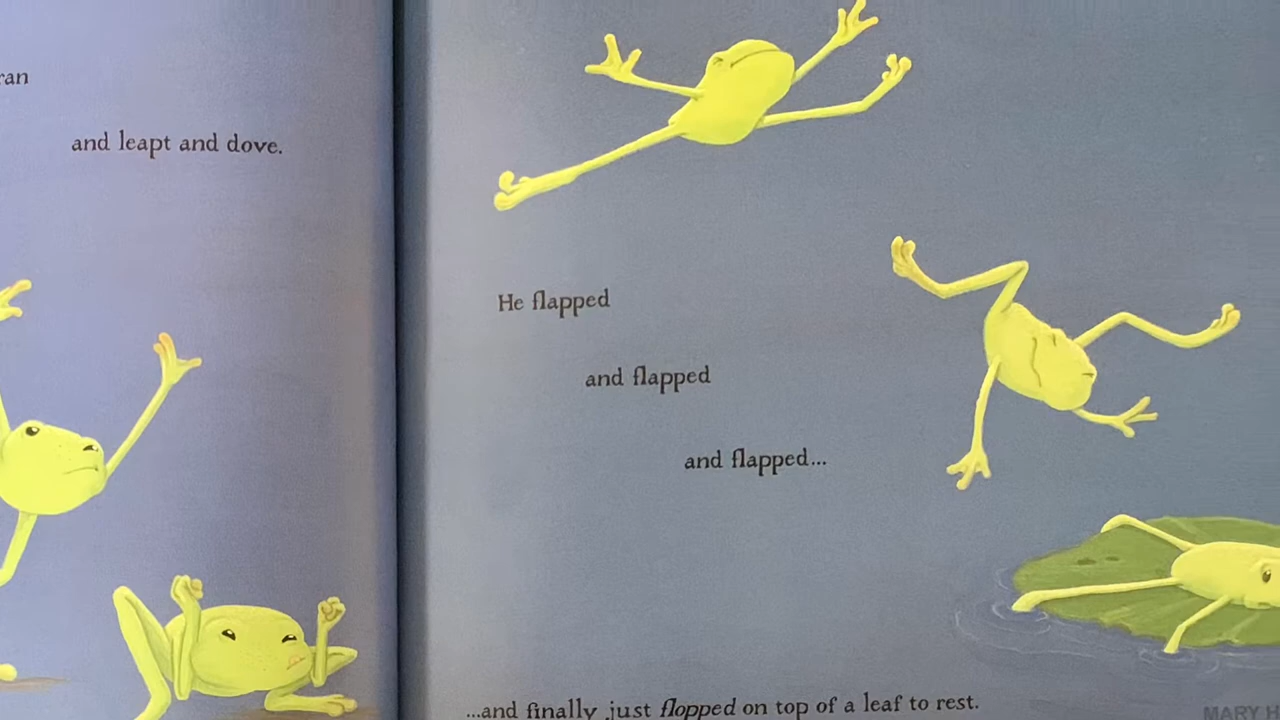 and leapt and dove.
He flapped
and flapped
and flapped...
...and finally just flopped on top of a leaf to rest.
MARY H